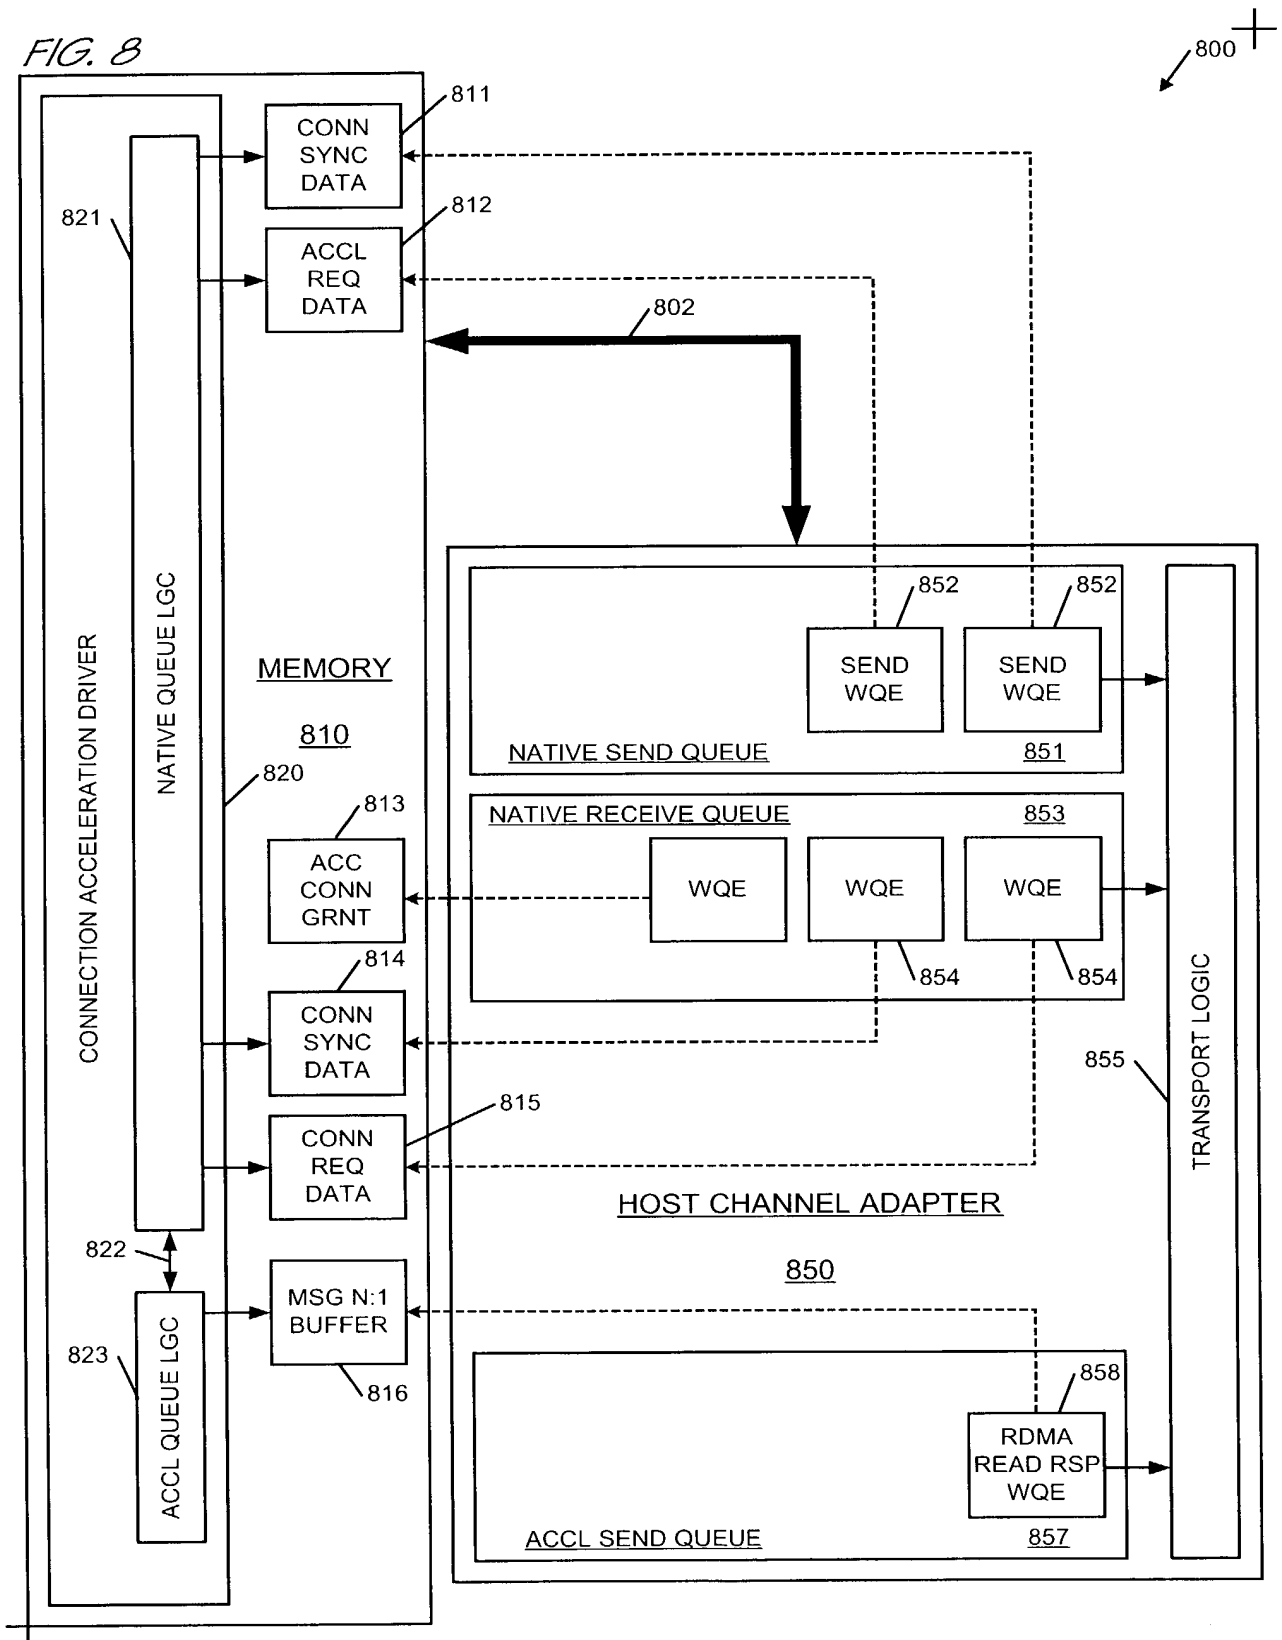 FIG. 8
800
811
CONN
SYNC
DATA
812
ACCL
REQ
DATA
821
802
CONNECTION ACCELERATION DRIVER
NATIVE QUEUE LGC
MEMORY
810
820
852
852
SEND
WQE
SEND
WQE
NATIVE SEND QUEUE
851
813
ACC
CONN
GRNT
NATIVE RECEIVE QUEUE
853
WQE
WQE
WQE
854
854
814
CONN
SYNC
DATA
815
CONN
REQ
DATA
855
TRANSPORT LOGIC
HOST CHANNEL ADAPTER
850
822
MSG N:1
BUFFER
816
823
ACCL QUEUE LGC
858
RDMA
READ RSP
WQE
ACCL SEND QUEUE
857